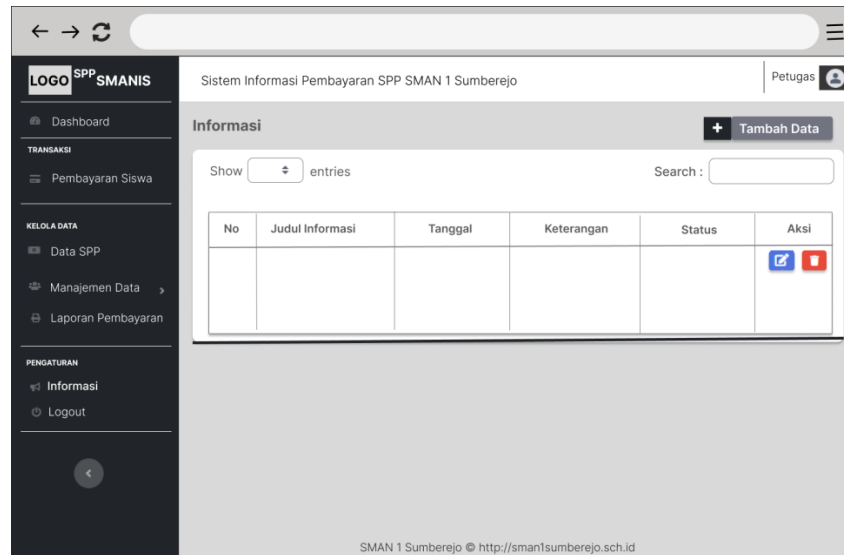 LOGO SPP SMANIS
Sistem Informasi Pembayaran SPP SMAN 1 Sumberejo
Petugas
Dashboard
TRANSAKSI
Pembayaran Siswa
KELOLA DATA
Data SPP
Manajemen Data
Laporan Pembayaran
PENGATURAN
Informasi
Logout
Informasi
+ Tambah Data
Show entries
Search :
No Judul Informasi Tanggal Keterangan Status Aksi
SMAN 1 Sumberejo © http://sman1sumberejo.sch.id